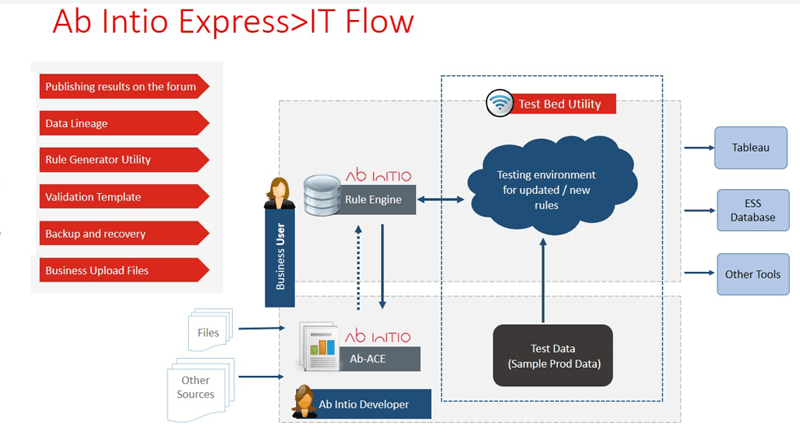 Ab Intio Express>IT Flow
Publishing results on the forum
Data Lineage
Rule Generator Utility
Validation Template
Backup and recovery
Business Upload Files
Test Bed Utility
Testing environment
for updated / new
rules
Ab INITIO
Rule Engine
Business User
Tableau
ESS
Database
Other Tools
Files
Other
Sources
Ab INITIO
Ab-ACE
Ab Intio Developer
Test Data
(Sample Prod Data)